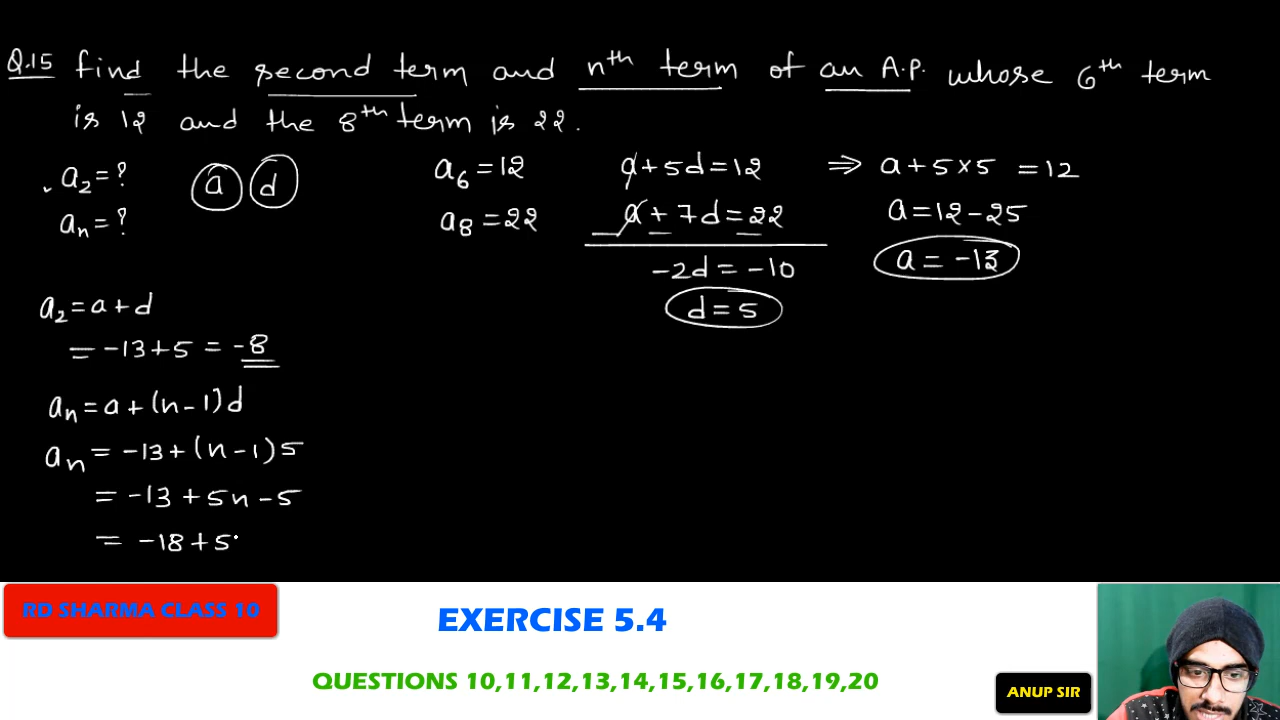 Q.15 find the second term and nth term of an A.P. whose 6th term
is 12 and the 8th term is 22.
a₂ = ?
aₙ = ?
a d
a₆ = 12
a₈ = 22
a + 5d = 12
a + 7d = 22
-2d = -10
d = 5
⇒ a + 5 × 5 = 12
a = 12 - 25
a = -13
a₂ = a + d
= -13 + 5 = -8
aₙ = a + (n - 1) d
aₙ = -13 + (n - 1) 5
= -13 + 5n - 5
= -18 + 5
RD SHARMA CLASS 10
EXERCISE 5.4
QUESTIONS 10,11,12,13,14,15,16,17,18,19,20
ANUP SIR